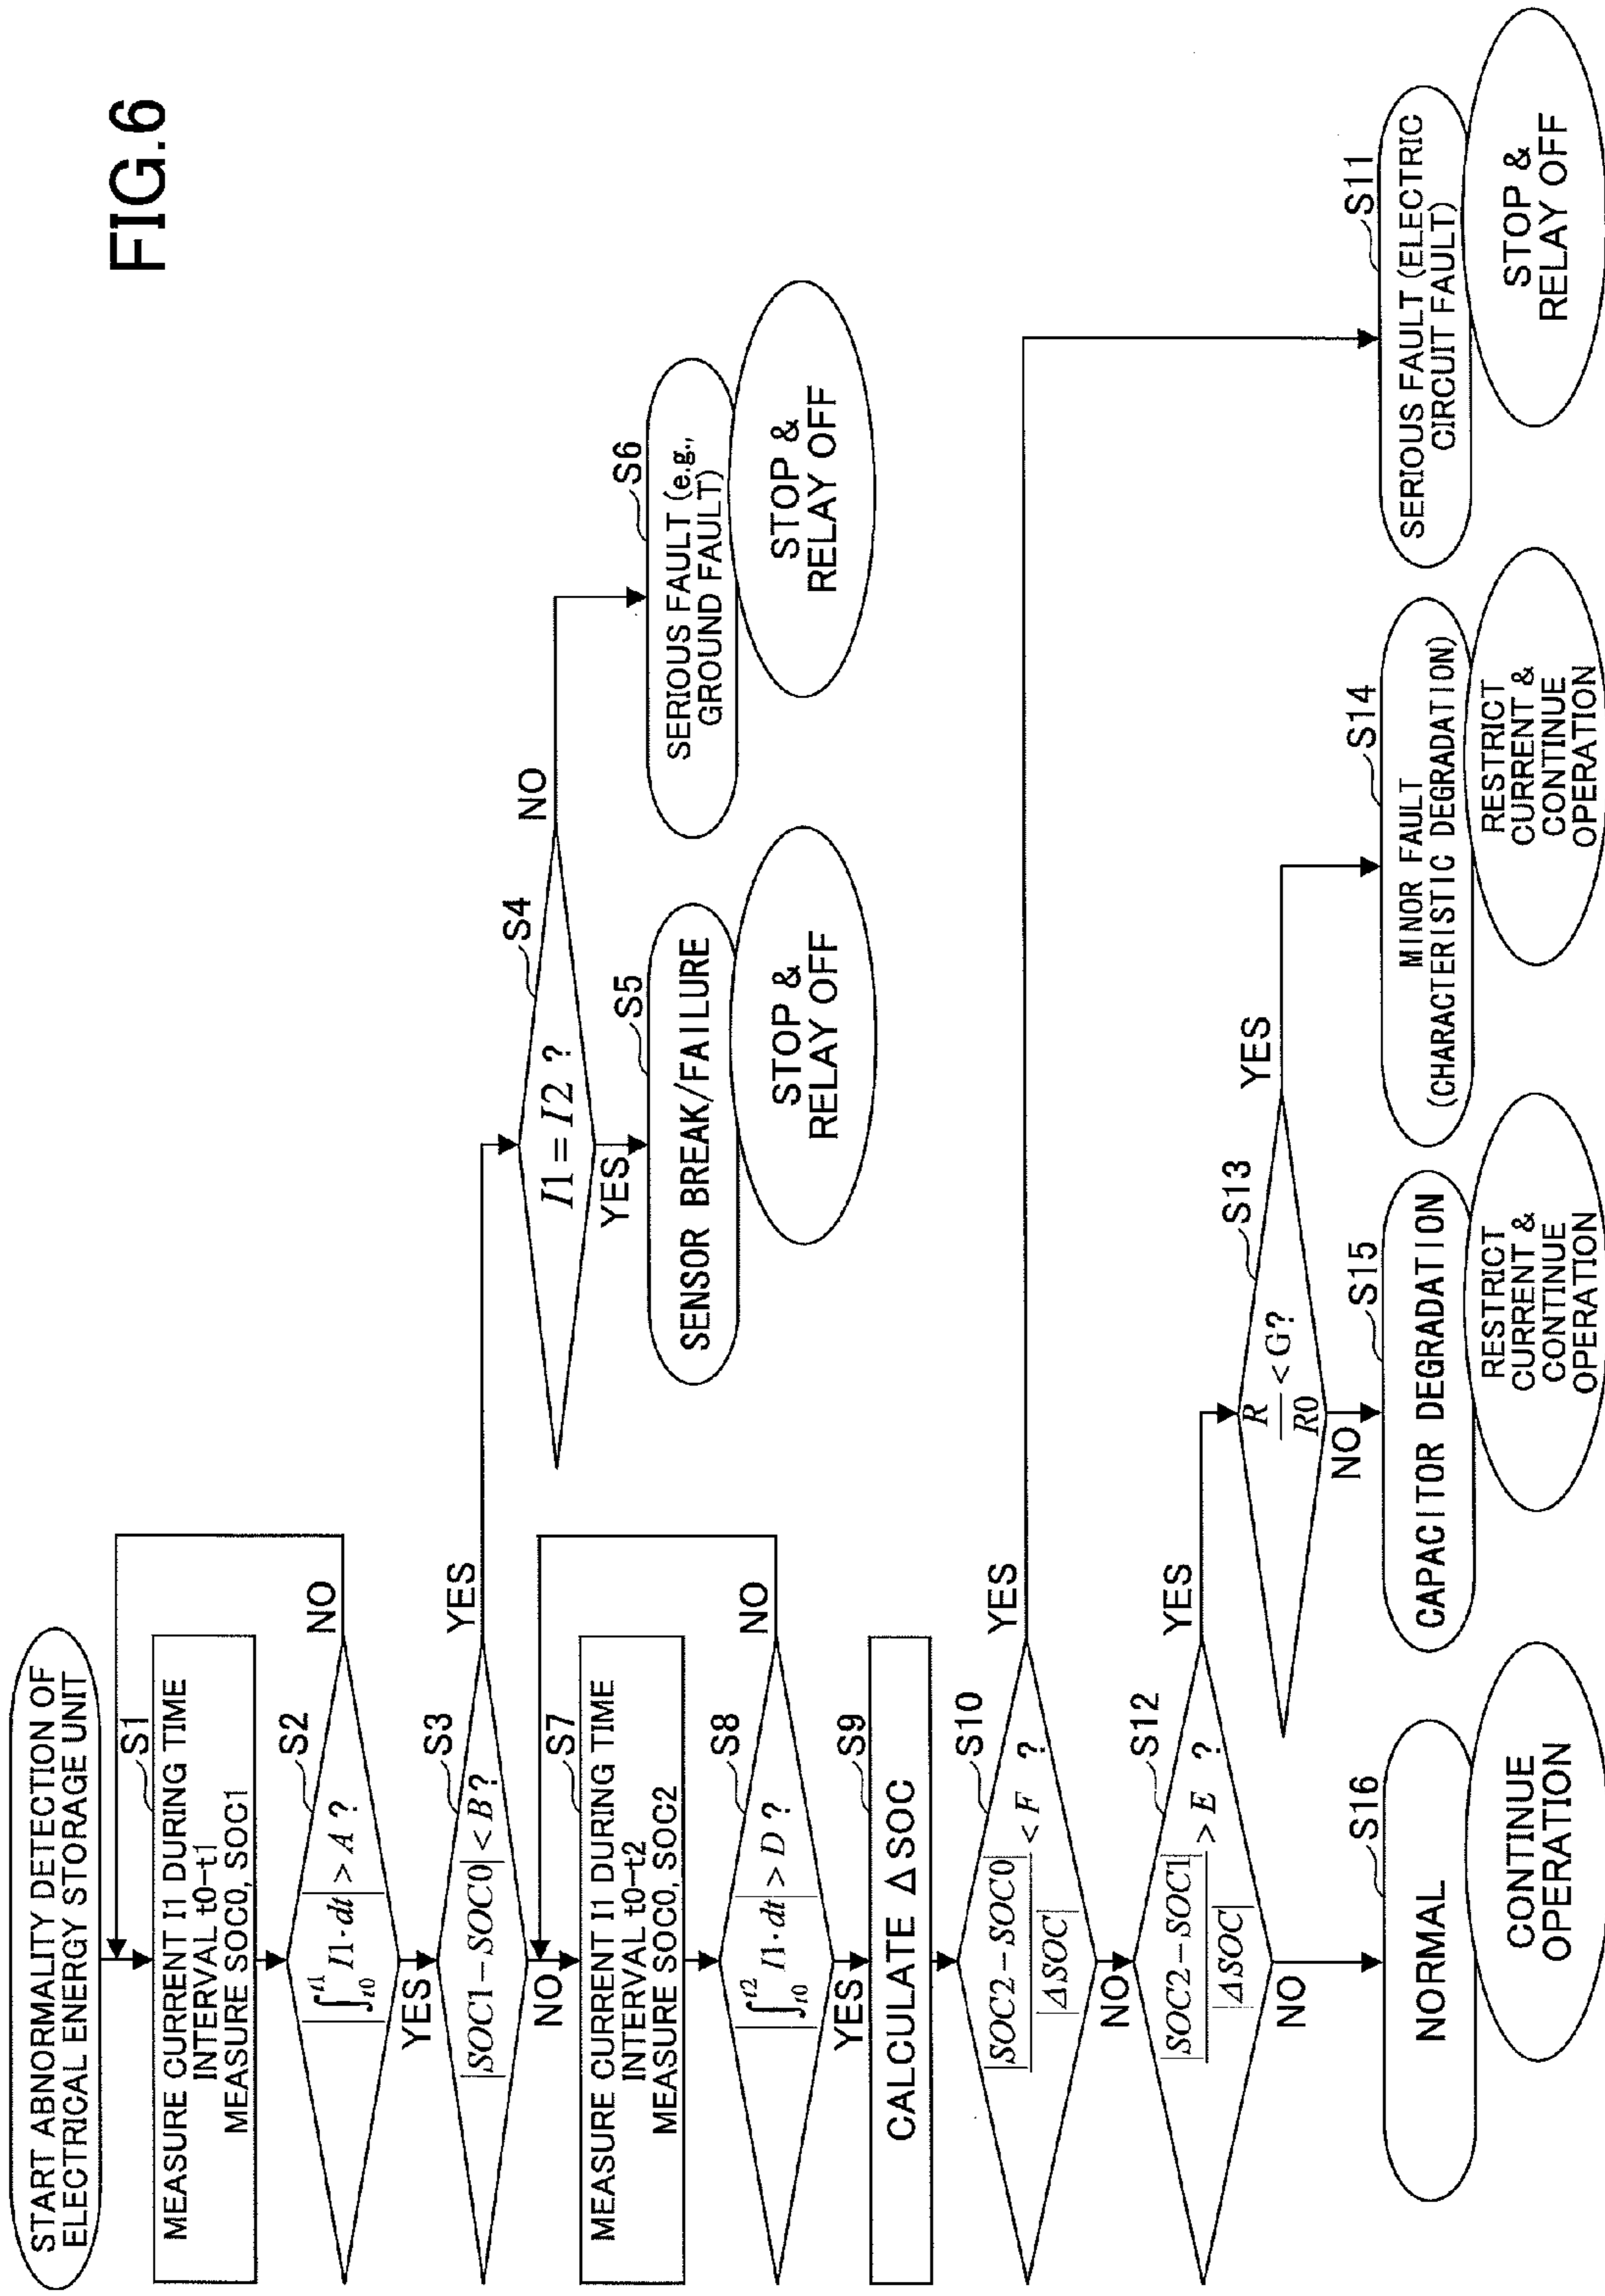 FIG.6
START ABNORMALITY DETECTION OF
ELECTRICAL ENERGY STORAGE UNIT
S1
MEASURE CURRENT I1 DURING TIME
INTERVAL t0-t1
MEASURE SOC0, SOC1
S2
|∫t0 t1 I1·dt| > A ?
NO
YES
S3
|SOC1-SOC0| < B?
YES
NO
S4
I1 = I2 ?
NO
YES
S5
SENSOR BREAK/FAILURE
STOP &
RELAY OFF
S6
SERIOUS FAULT (e.g.,
GROUND FAULT)
STOP &
RELAY OFF
S7
MEASURE CURRENT I1 DURING TIME
INTERVAL t0-t2
MEASURE SOC0, SOC2
S8
|∫t0 t2 I1·dt| > D ?
NO
YES
S9
CALCULATE ΔSOC
S10
|SOC2-SOC0|
|ΔSOC|
< F ?
YES
NO
S11
SERIOUS FAULT (ELECTRIC
CIRCUIT FAULT)
STOP &
RELAY OFF
S12
|SOC2-SOC1|
|ΔSOC|
> E ?
YES
NO
S13
R
R0
< G?
YES
NO
S14
MINOR FAULT
(CHARACTERISTIC DEGRADATION)
RESTRICT
CURRENT &
CONTINUE
OPERATION
S15
CAPACITOR DEGRADATION
RESTRICT
CURRENT &
CONTINUE
OPERATION
S16
NORMAL
CONTINUE
OPERATION